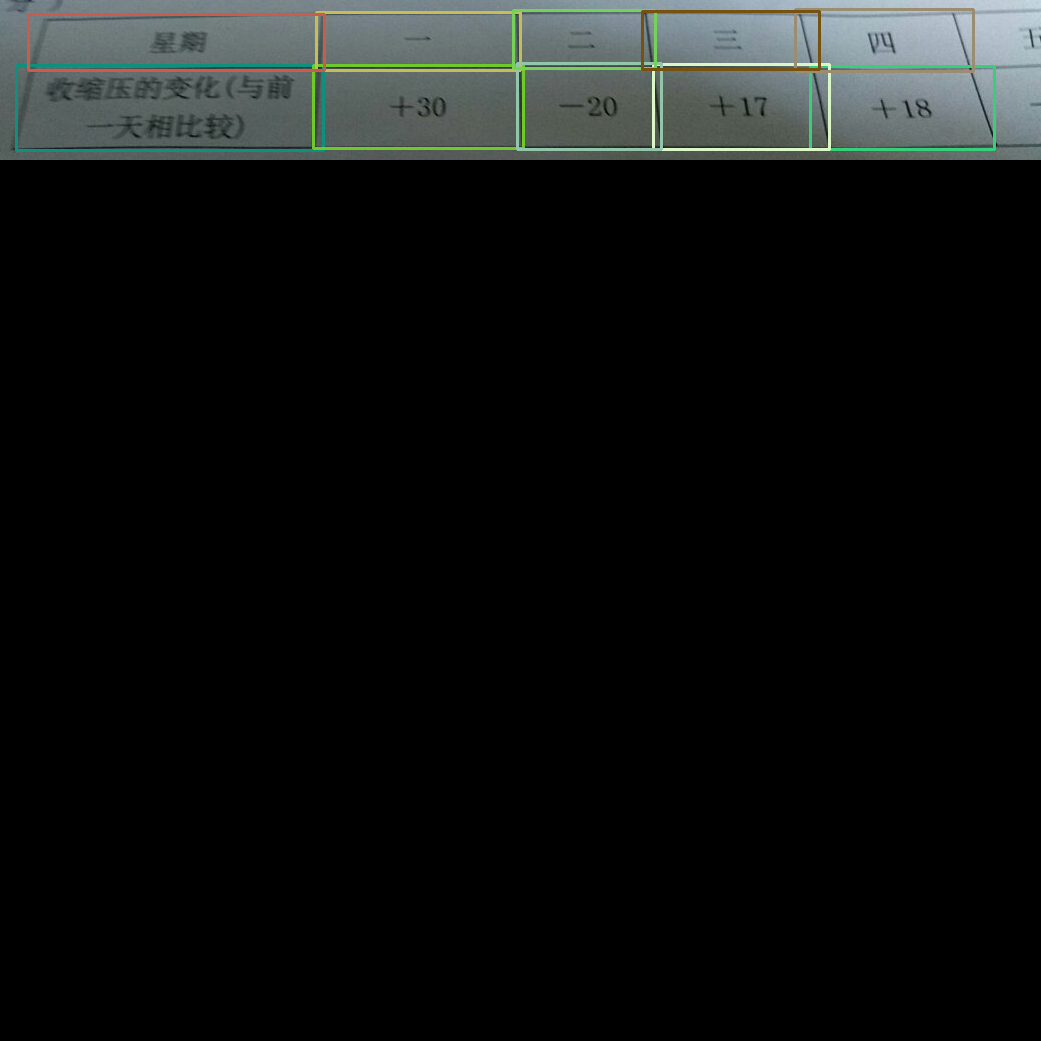 星期 一 二 三 四 五
收缩压的变化(与前
一天相比较) +30 −20 +17 +18